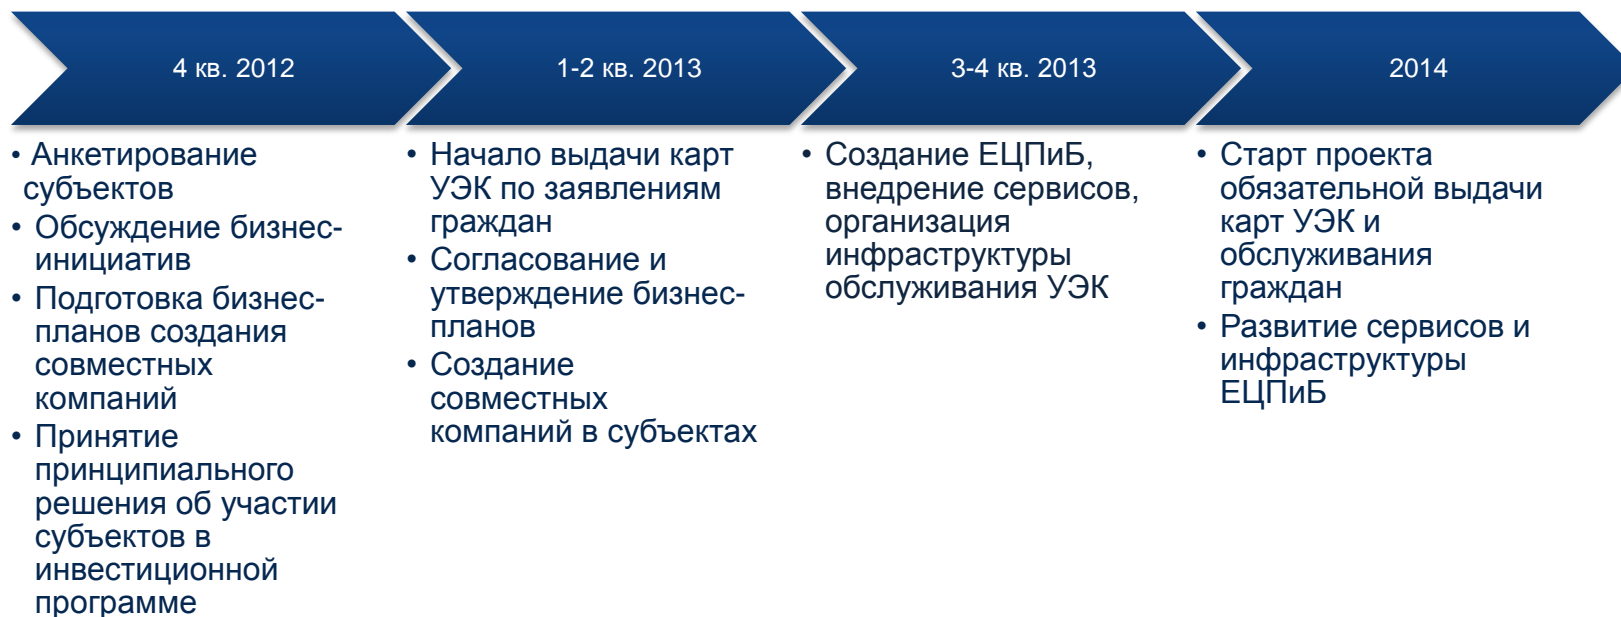 4 кв. 2012
1-2 кв. 2013
3-4 кв. 2013
2014
• Анкетирование
субъектов
• Обсуждение бизнес-
инициатив
• Подготовка бизнес-
планов создания
совместных
компаний
• Принятие
принципиального
решения об участии
субъектов в
инвестиционной
программе
• Начало выдачи карт
УЭК по заявлениям
граждан
• Согласование и
утверждение бизнес-
планов
• Создание
совместных
компаний в субъектах
• Создание ЕЦПиБ,
внедрение сервисов,
организация
инфраструктуры
обслуживания УЭК
• Старт проекта
обязательной выдачи
карт УЭК и
обслуживания
граждан
• Развитие сервисов и
инфраструктуры
ЕЦПиБ